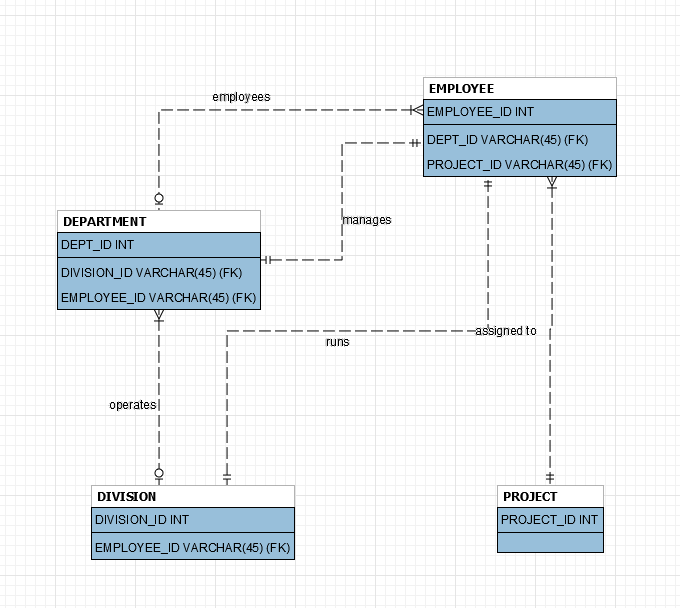 employees
EMPLOYEE
EMPLOYEE_ID INT
DEPT_ID VARCHAR(45) (FK)
PROJECT_ID VARCHAR(45) (FK)
manages
DEPARTMENT
DEPT_ID INT
DIVISION_ID VARCHAR(45) (FK)
EMPLOYEE_ID VARCHAR(45) (FK)
runs
assigned to
operates
DIVISION
DIVISION_ID INT
EMPLOYEE_ID VARCHAR(45) (FK)
PROJECT
PROJECT_ID INT